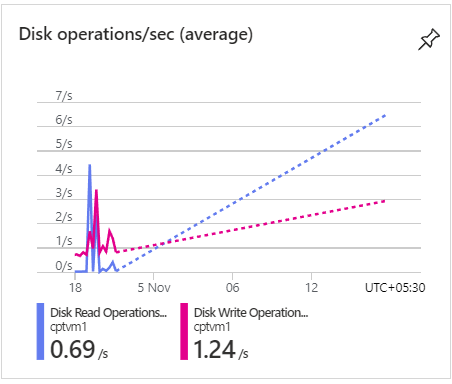 Disk operations/sec (average)
7/s
6/s
5/s
4/s
3/s
2/s
1/s
0/s
18 5 Nov 06 12 UTC+05:30
Disk Read Operations... Disk Write Operation...
cptvm1 cptvm1
0.69 /s 1.24 /s